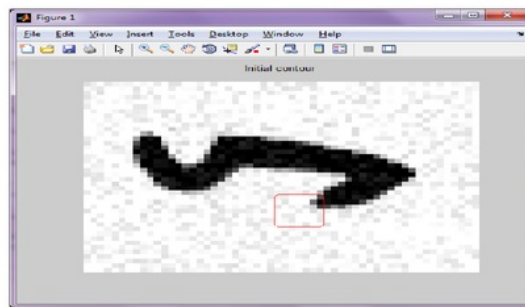 Figure 1
File Edit View Insert Tools Desktop Window Help
Initial contour